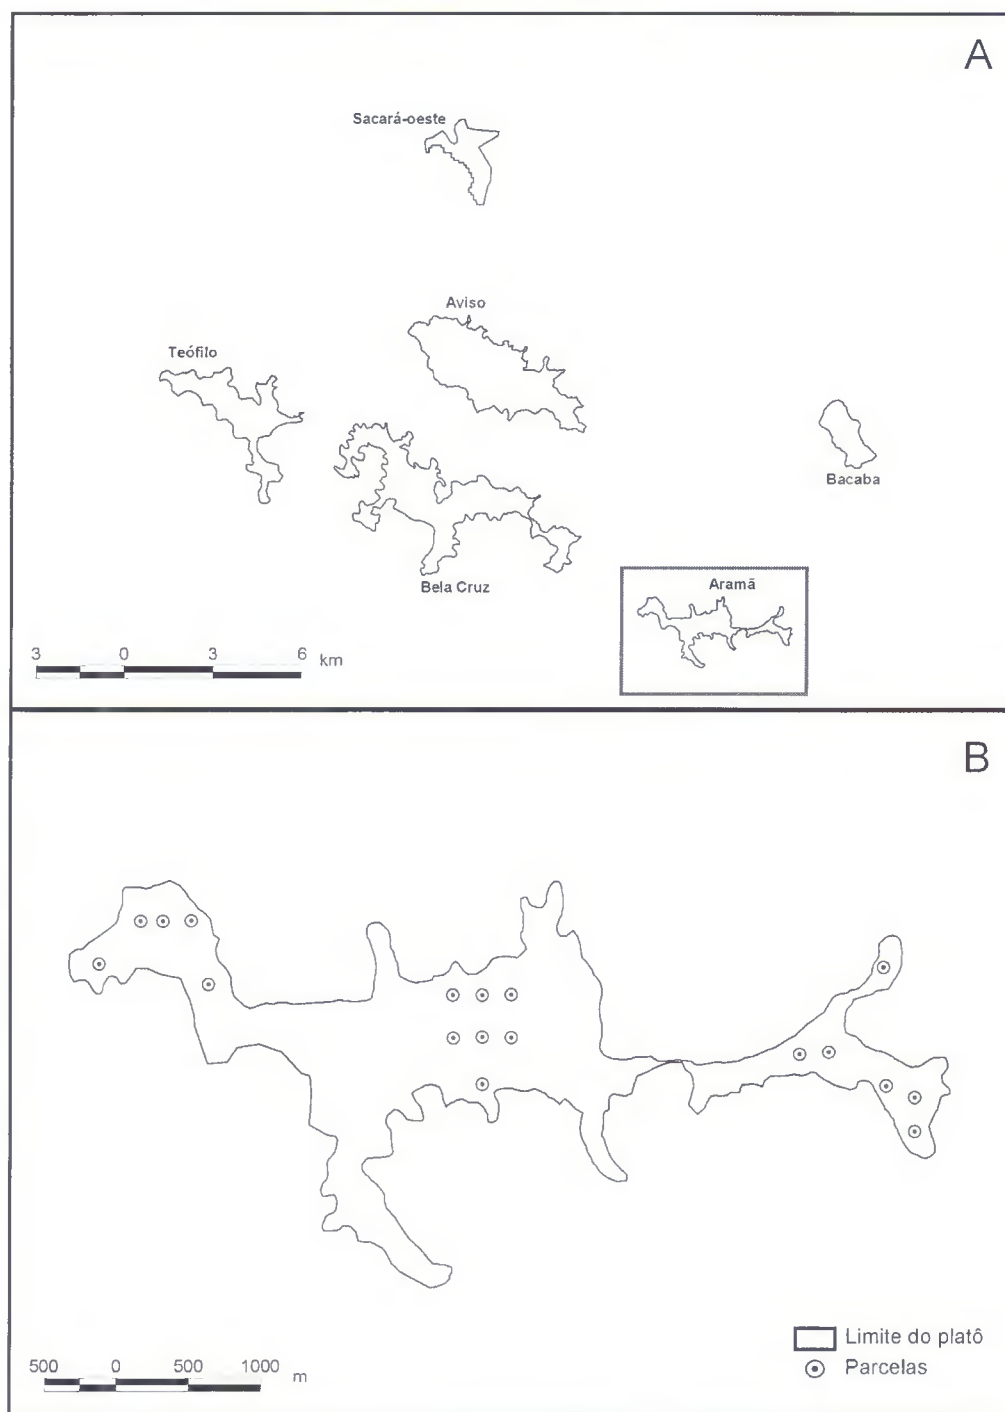 A
Sacará-oeste
Aviso
Teófilo
Bacaba
Bela Cruz
Aramã
3 0 3 6 km
B
Limite do platô
Parcelas
500 0 500 1000 m